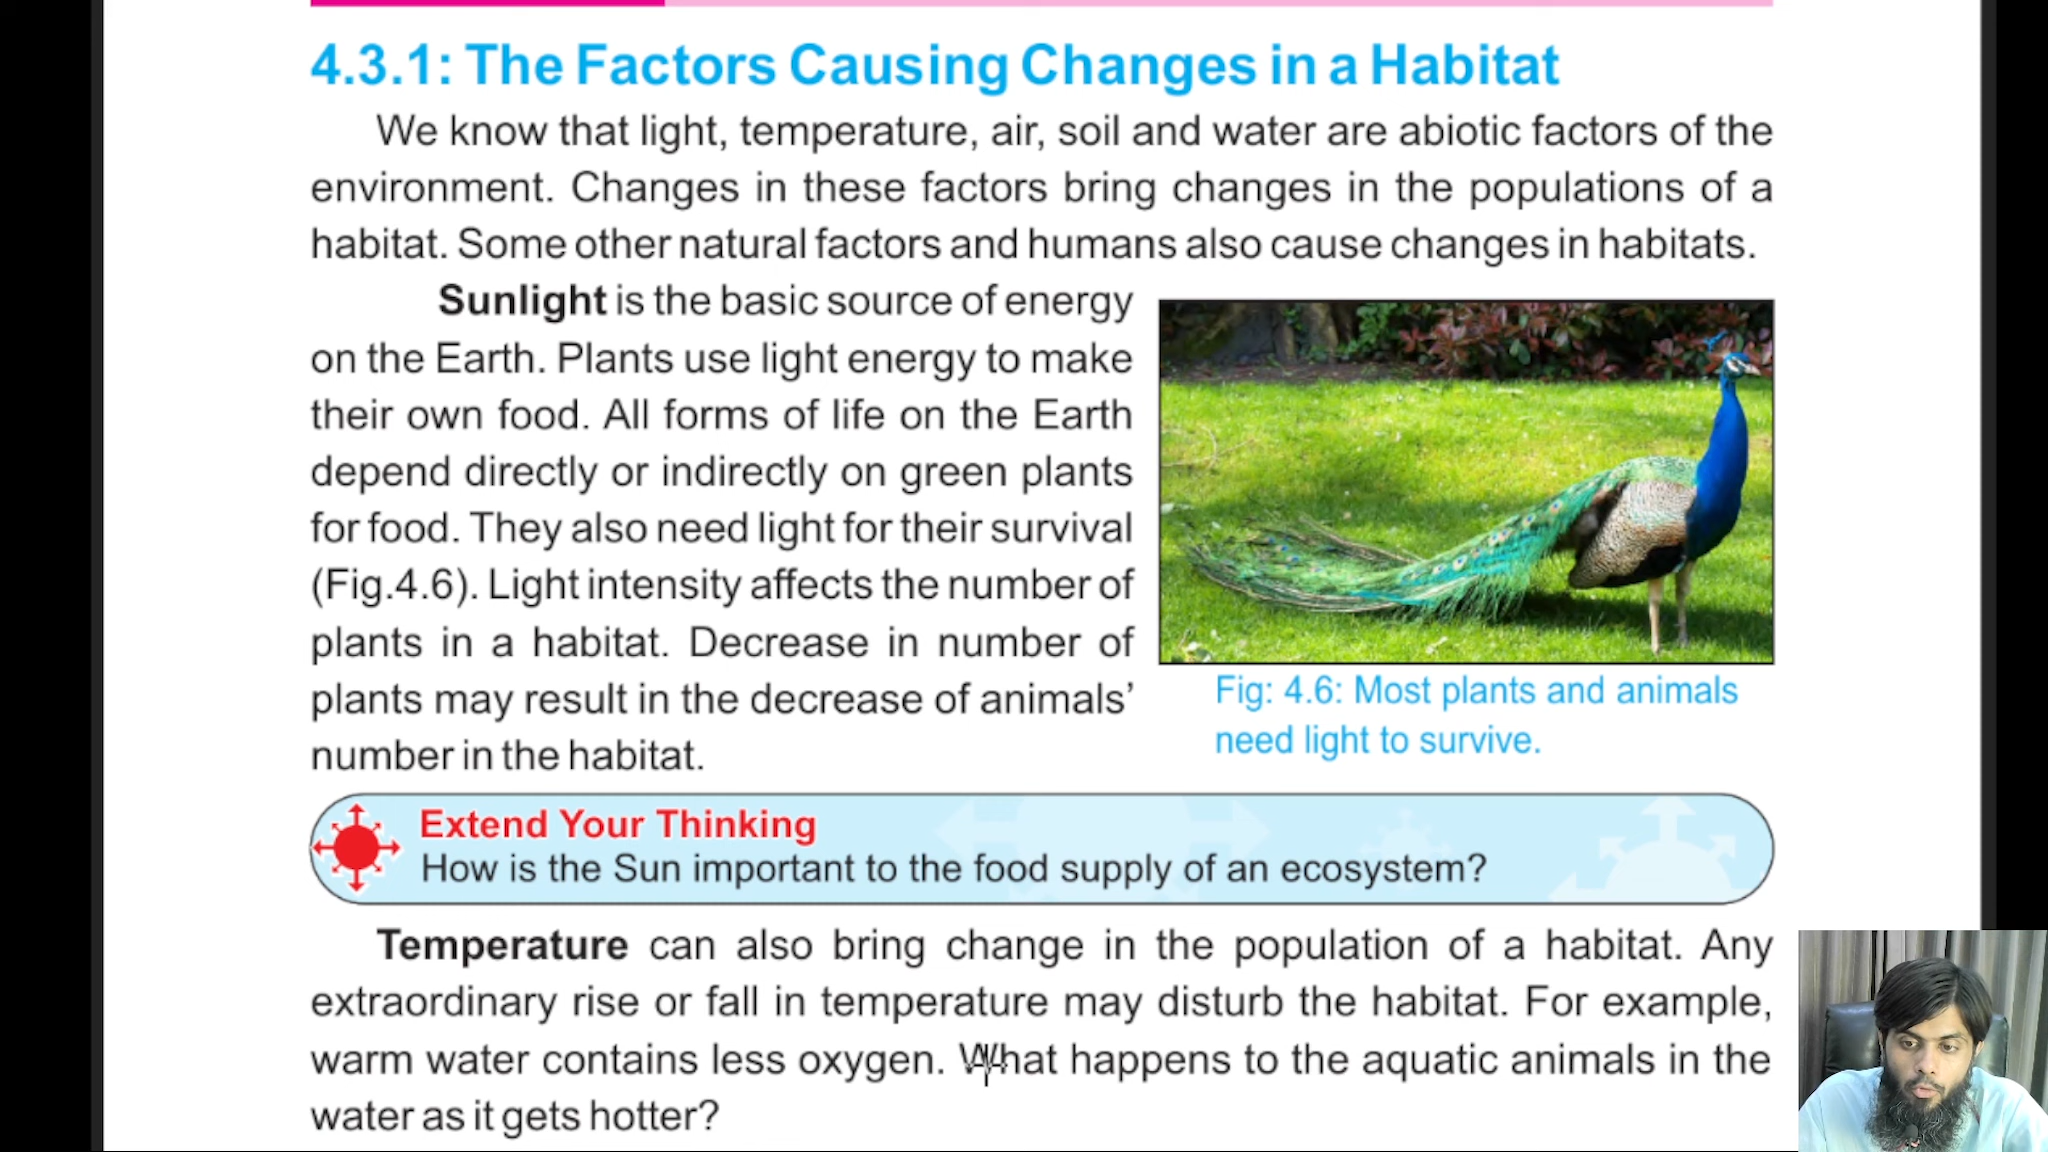 4.3.1: The Factors Causing Changes in a Habitat
We know that light, temperature, air, soil and water are abiotic factors of the
environment. Changes in these factors bring changes in the populations of a
habitat. Some other natural factors and humans also cause changes in habitats.
Sunlight is the basic source of energy
on the Earth. Plants use light energy to make
their own food. All forms of life on the Earth
depend directly or indirectly on green plants
for food. They also need light for their survival
(Fig.4.6). Light intensity affects the number of
plants in a habitat. Decrease in number of
plants may result in the decrease of animals’
number in the habitat.
Fig: 4.6: Most plants and animals
need light to survive.
Extend Your Thinking
How is the Sun important to the food supply of an ecosystem?
Temperature can also bring change in the population of a habitat. Any
extraordinary rise or fall in temperature may disturb the habitat. For example,
warm water contains less oxygen. What happens to the aquatic animals in the
water as it gets hotter?